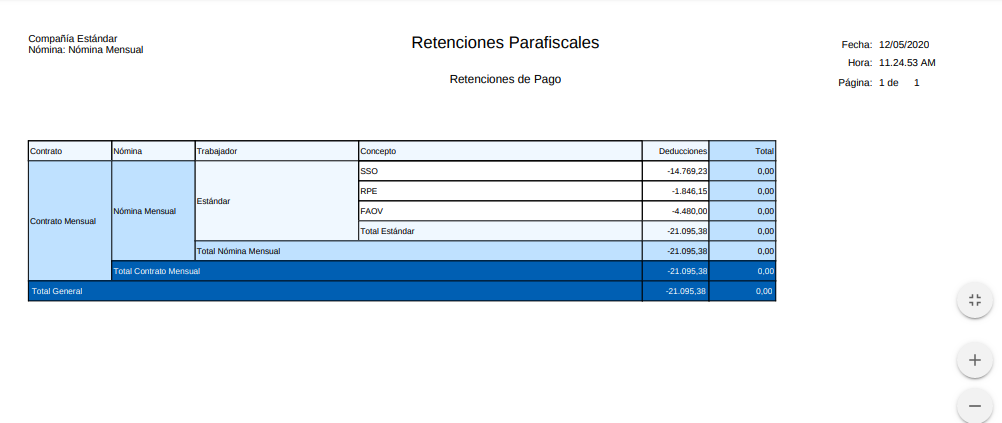 Compañía Estándar
Nómina: Nómina Mensual
Retenciones Parafiscales
Retenciones de Pago
Fecha: 12/05/2020
Hora: 11.24.53 AM
Página: 1 de 1
Contrato Nómina Trabajador Concepto Deducciones Total
SSO -14.769,23 0,00
RPE -1.846,15 0,00
Estándar
FAOV -4.480,00 0,00
Nómina Mensual
Contrato Mensual
Total Estándar -21.095,38 0,00
Total Nómina Mensual -21.095,38 0,00
Total Contrato Mensual -21.095,38 0,00
Total General -21.095,38 0,00